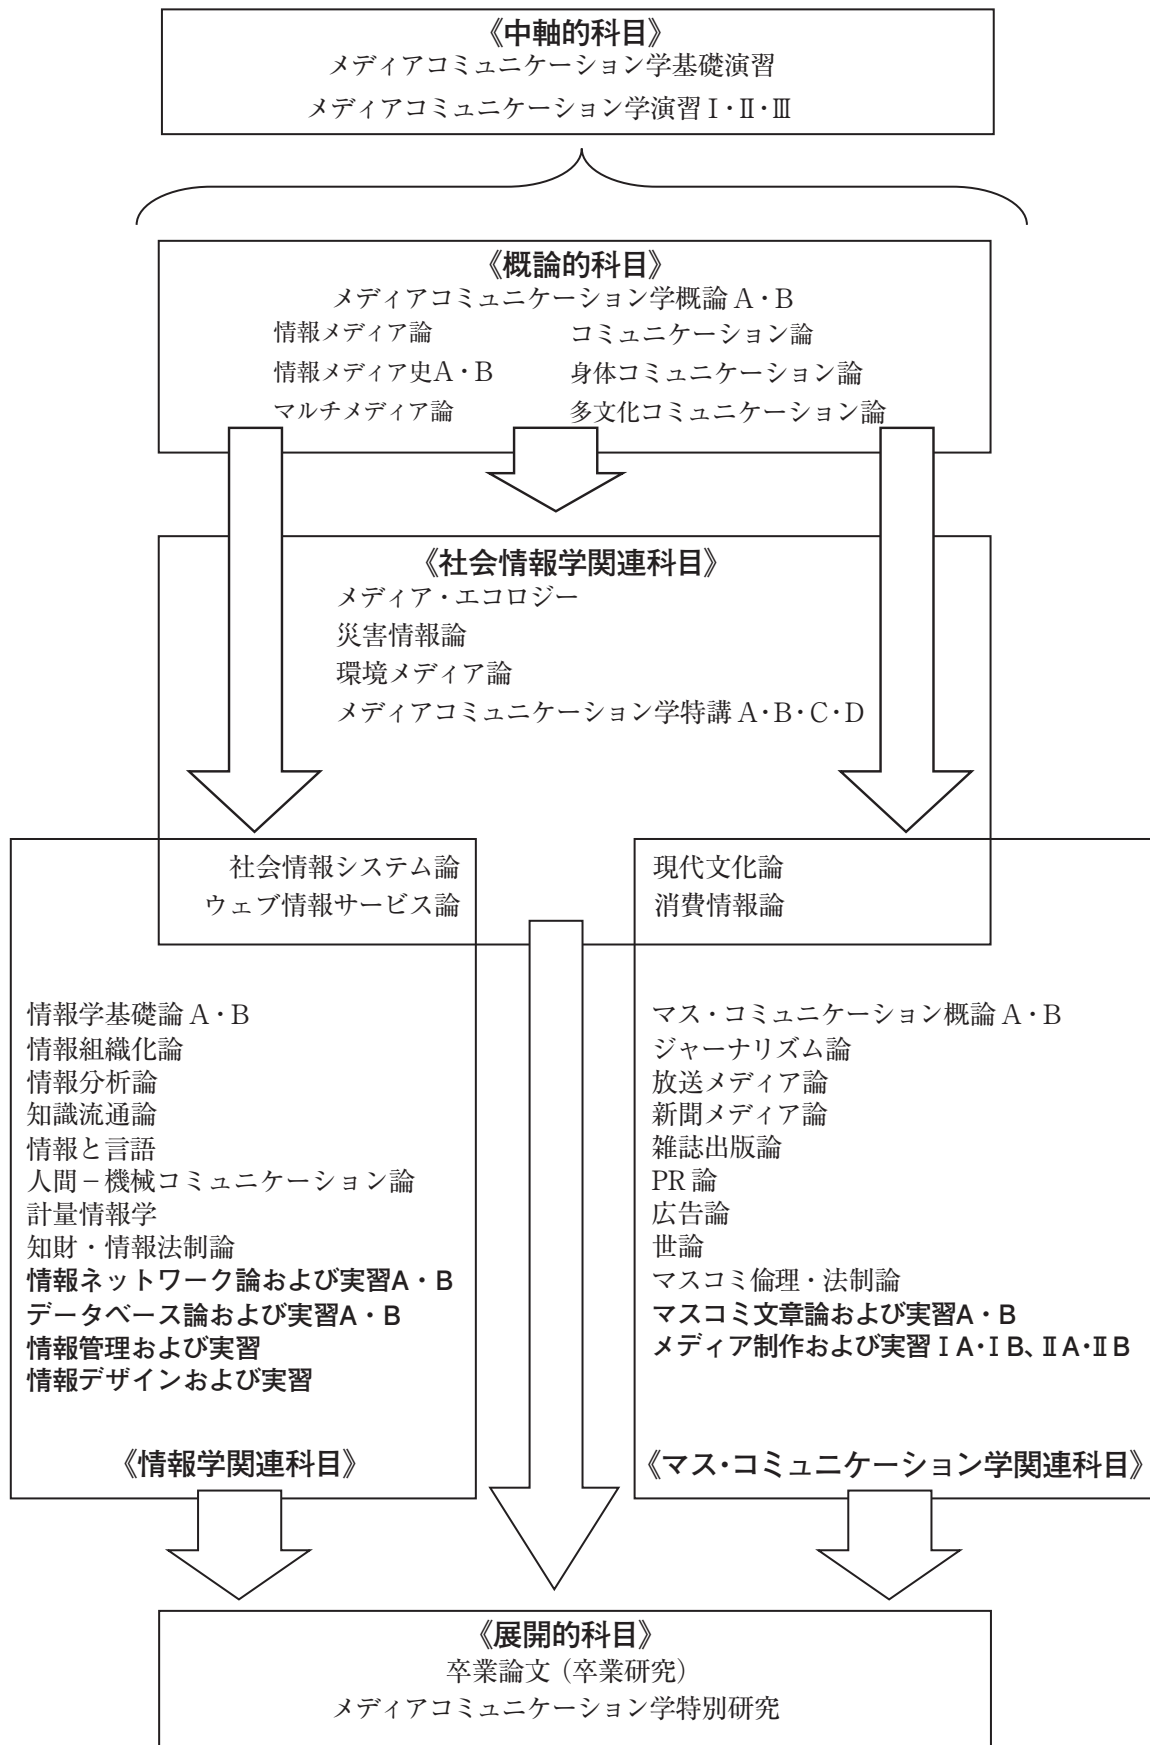 《中軸的科目》
メディアコミュニケーション学基礎演習
メディアコミュニケーション学演習Ⅰ・Ⅱ・Ⅲ
《概論的科目》
メディアコミュニケーション学概論 A・B
情報メディア論
コミュニケーション論
情報メディア史A・B
身体コミュニケーション論
マルチメディア論
多文化コミュニケーション論
《社会情報学関連科目》
メディア・エコロジー
災害情報論
環境メディア論
メディアコミュニケーション学特講 A・B・C・D
社会情報システム論
ウェブ情報サービス論
現代文化論
消費情報論
情報学基礎論 A・B
情報組織化論
情報分析論
知識流通論
情報と言語
人間－機械コミュニケーション論
計量情報学
知財・情報法制論
情報ネットワーク論および実習A・B
データベース論および実習A・B
情報管理および実習
情報デザインおよび実習
《情報学関連科目》
マス・コミュニケーション概論 A・B
ジャーナリズム論
放送メディア論
新聞メディア論
雑誌出版論
PR 論
広告論
世論
マスコミ倫理・法制論
マスコミ文章論および実習A・B
メディア制作および実習ⅠA・ⅠB、ⅡA・ⅡB
《マス・コミュニケーション学関連科目》
《展開的科目》
卒業論文（卒業研究）
メディアコミュニケーション学特別研究